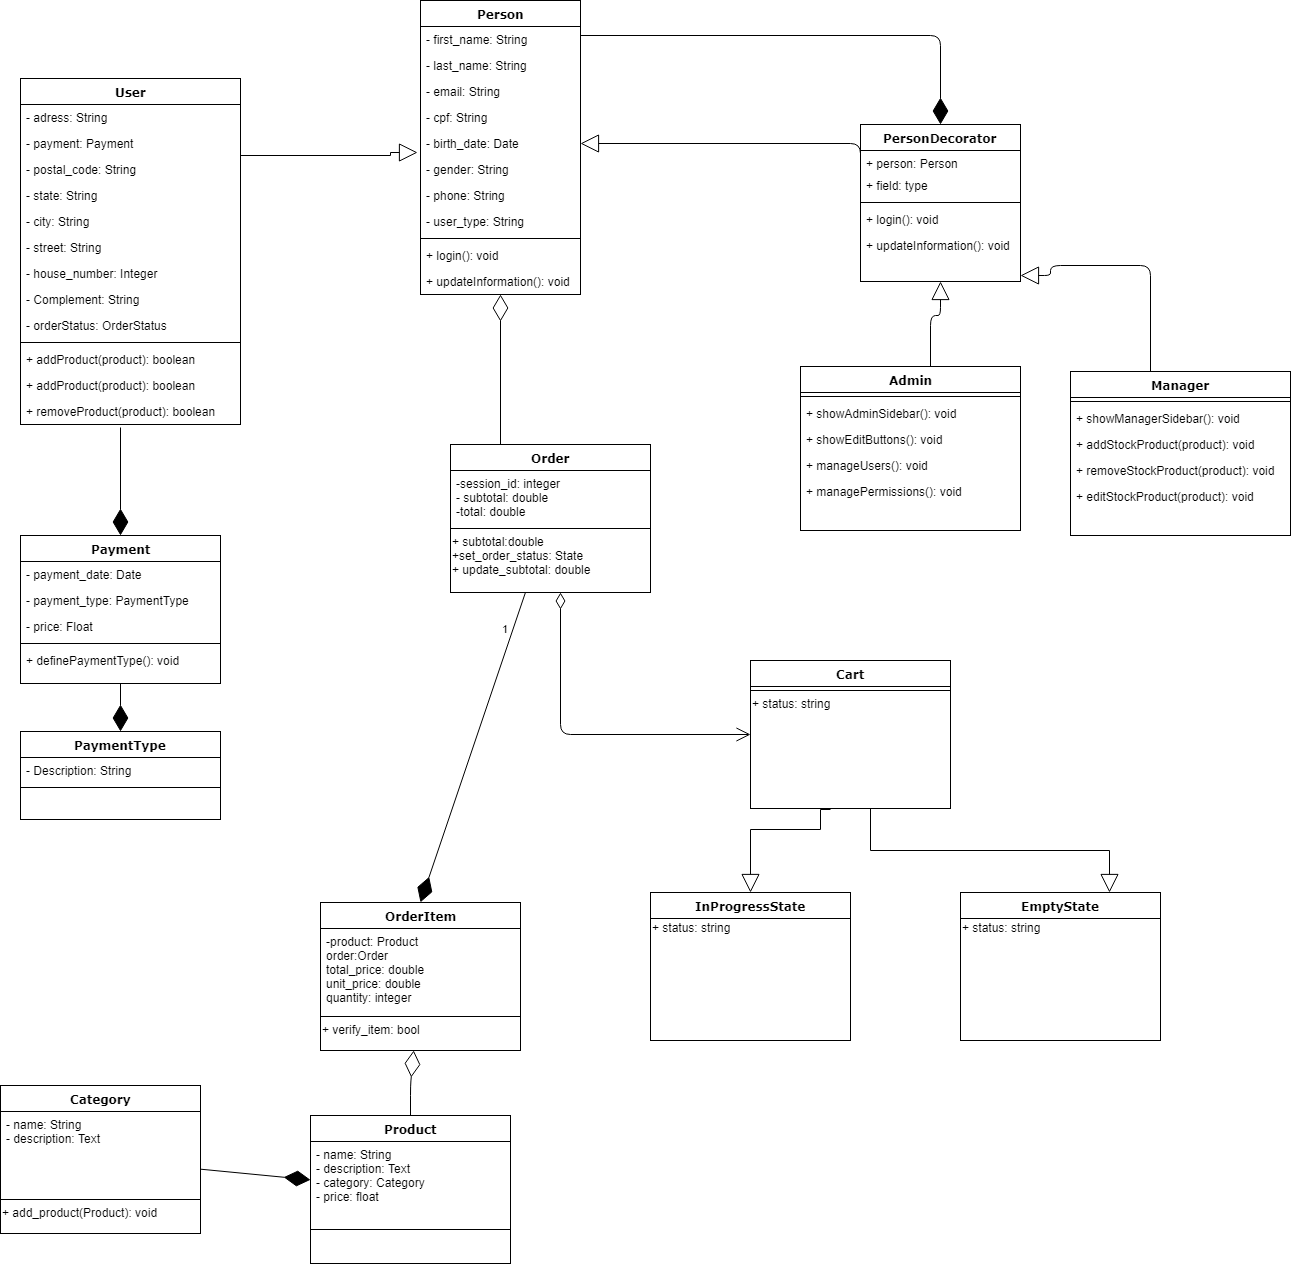 Person
- first_name: String
- last_name: String
- email: String
- cpf: String
- birth_date: Date
- gender: String
- phone: String
- user_type: String
+ login(): void
+ updateInformation(): void
User
- adress: String
- payment: Payment
- postal_code: String
- state: String
- city: String
- street: String
- house_number: Integer
- Complement: String
- orderStatus: OrderStatus
+ addProduct(product): boolean
+ addProduct(product): boolean
+ removeProduct(product): boolean
PersonDecorator
+ person: Person
+ field: type
+ login(): void
+ updateInformation(): void
Admin
+ showAdminSidebar(): void
+ showEditButtons(): void
+ manageUsers(): void
+ managePermissions(): void
Manager
+ showManagerSidebar(): void
+ addStockProduct(product): void
+ removeStockProduct(product): void
+ editStockProduct(product): void
Order
-session_id: integer
- subtotal: double
-total: double
+ subtotal:double
+set_order_status: State
+ update_subtotal: double
1
Payment
- payment_date: Date
- payment_type: PaymentType
- price: Float
+ definePaymentType(): void
PaymentType
- Description: String
Cart
+ status: string
InProgressState
+ status: string
EmptyState
+ status: string
OrderItem
-product: Product
order:Order
total_price: double
unit_price: double
quantity: integer
+ verify_item: bool
Category
- name: String
- description: Text
+ add_product(Product): void
Product
- name: String
- description: Text
- category: Category
- price: float